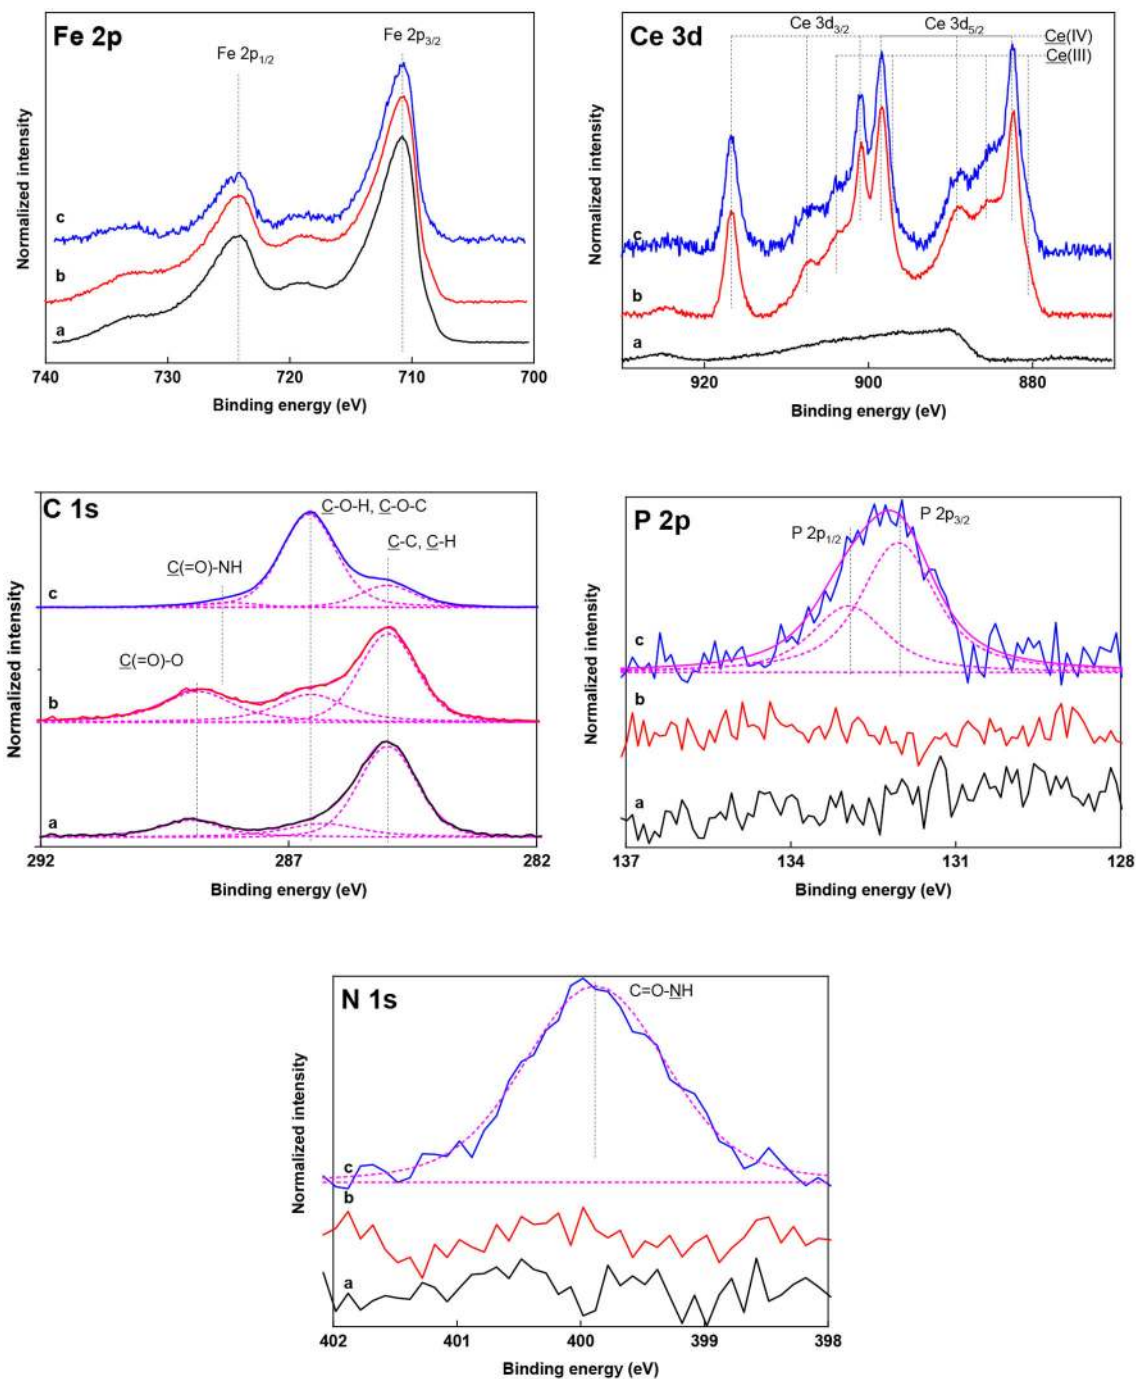 Fe 2p
Fe 2p1/2
Fe 2p3/2
Normalized intensity
c
b
a
740 730 720 710 700
Binding energy (eV)
Ce 3d
Ce 3d3/2 Ce 3d5/2
Ce(IV)
Ce(III)
Normalized intensity
c
b
a
920 900 880
Binding energy (eV)
C 1s
C-O-H, C-O-C
C-C, C-H
C(=O)-NH
C(=O)-O
Normalized intensity
c
b
a
292 287 282
Binding energy (eV)
P 2p
P 2p1/2
P 2p3/2
Normalized intensity
c
b
a
137 134 131 128
Binding energy (eV)
N 1s
C=O-NH
Normalized intensity
c
b
a
402 401 400 399 398
Binding energy (eV)